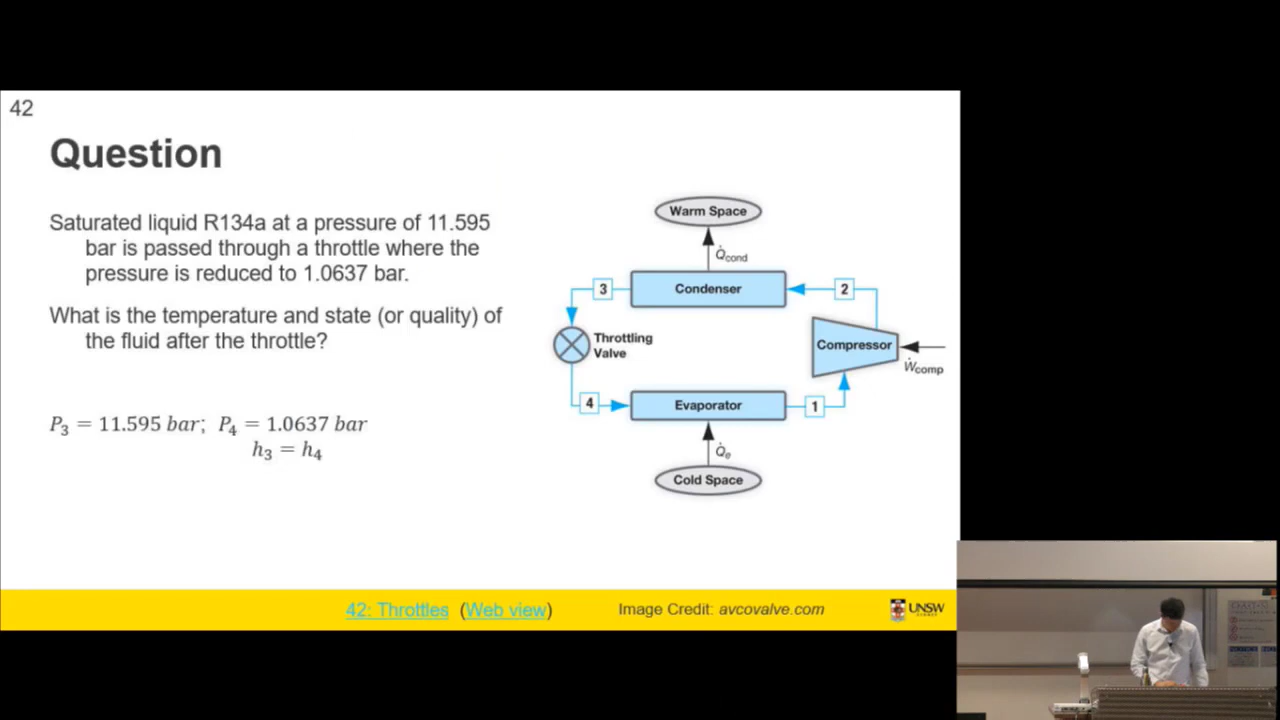 42
Question
Saturated liquid R134a at a pressure of 11.595
bar is passed through a throttle where the
pressure is reduced to 1.0637 bar.
What is the temperature and state (or quality) of
the fluid after the throttle?
P₃ = 11.595 bar; P₄ = 1.0637 bar
h₃ = h₄
Warm Space
Q̇cond
3
Condenser
2
Throttling
Valve
Compressor
Ẇcomp
4
Evaporator
1
Q̇e
Cold Space
42: Throttles (Web view)
Image Credit: avcovalve.com
UNSW